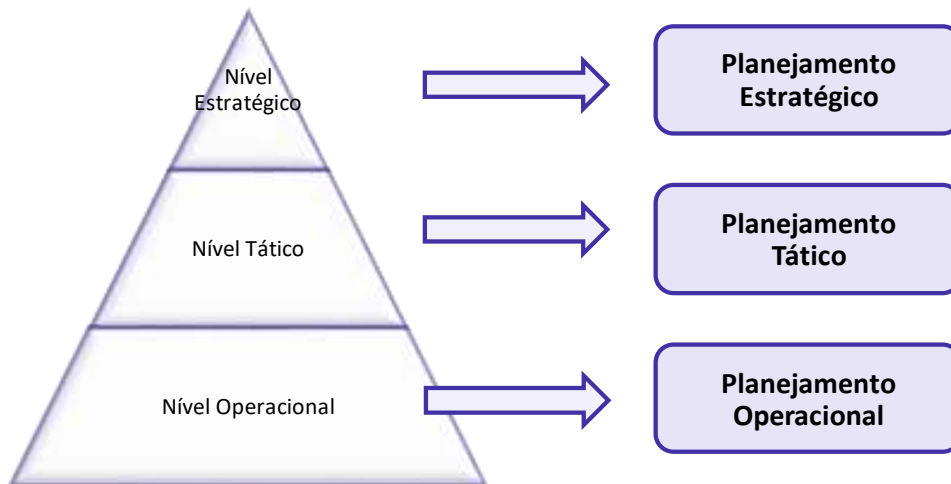 Nível
Estratégico
Planejamento
Estratégico
Nível Tático
Planejamento
Tático
Nível Operacional
Planejamento
Operacional